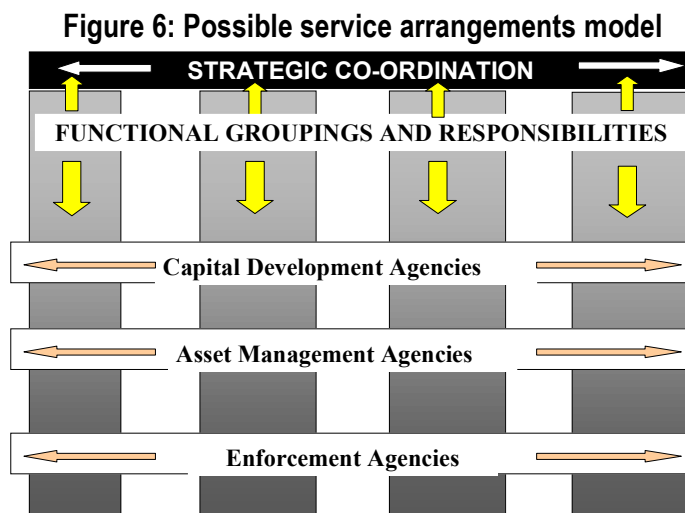 Figure 6: Possible service arrangements model
STRATEGIC CO-ORDINATION
FUNCTIONAL GROUPINGS AND RESPONSIBILITIES
Capital Development Agencies
Asset Management Agencies
Enforcement Agencies